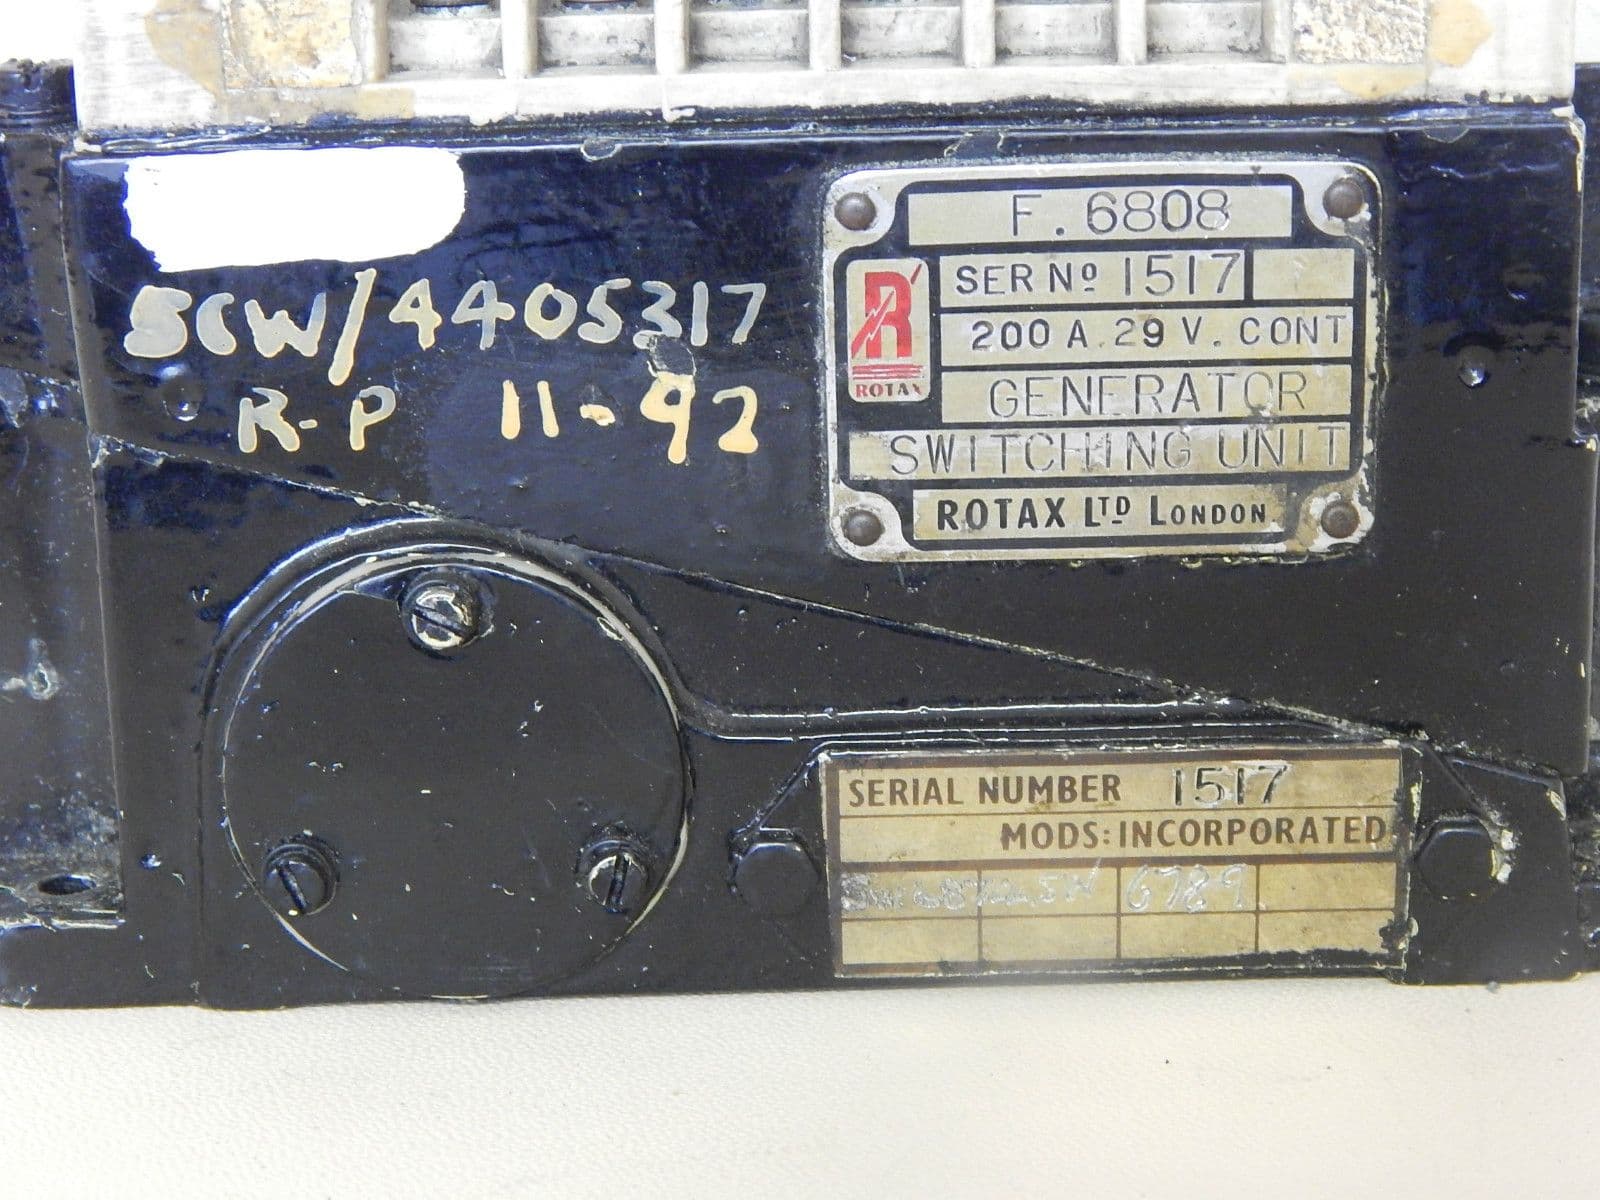 5CW/4405317
R-P 11-92
F. 6808
SER Nº 1517
200 A. 29 V. CONT
R
ROTAX
GENERATOR
SWITCHING UNIT
ROTAX LTD LONDON
SERIAL NUMBER 1517
MODS: INCORPORATED
6789